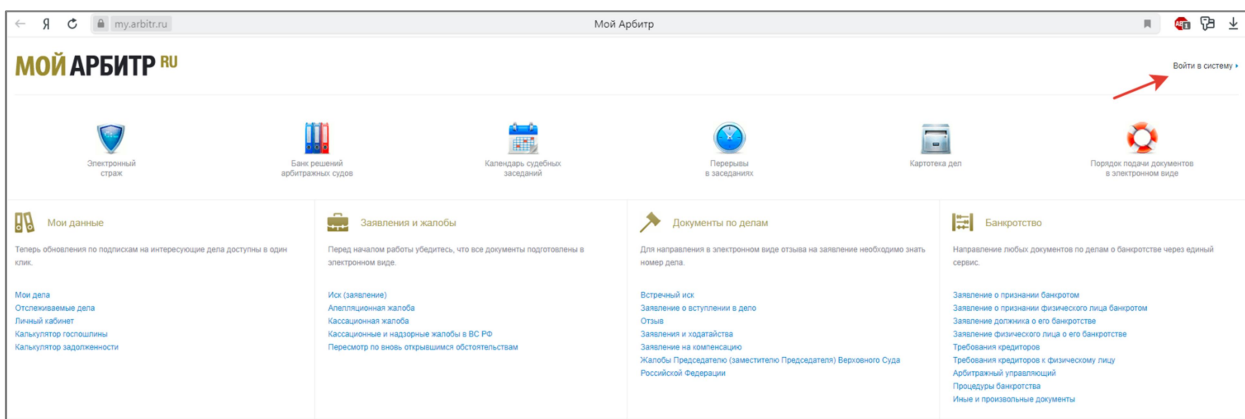 my.arbitr.ru
Мой Арбитр
МОЙ АРБИТР RU
Войти в систему
Электронный
страж
Банк решений
арбитражных судов
Календарь судебных
заседаний
Перерывы
в заседаниях
Картотека дел
Порядок подачи документов
в электронном виде
Мои данные
Теперь обновления по подпискам на интересующие дела доступны в один
клик.
Мои дела
Отслеживаемые дела
Личный кабинет
Калькулятор госпошлины
Калькулятор задолженности
Заявления и жалобы
Перед началом работы убедитесь, что все документы подготовлены в
электронном виде.
Иск (заявление)
Апелляционная жалоба
Кассационная жалоба
Кассационные и надзорные жалобы в ВС РФ
Пересмотр по вновь открывшимся обстоятельствам
Документы по делам
Для направления в электронном виде отзыва на заявление необходимо знать
номер дела.
Встречный иск
Заявление о вступлении в дело
Отзыв
Заявления и ходатайства
Заявление на компенсацию
Жалобы Председателю (заместителю Председателя) Верховного Суда
Российской Федерации
Банкротство
Направление любых документов по делам о банкротстве через единый
сервис.
Заявление о признании банкротом
Заявление о признании физического лица банкротом
Заявление должника о его банкротстве
Заявление физического лица о его банкротстве
Требования кредиторов
Требования кредиторов к физическому лицу
Арбитражный управляющий
Процедуры банкротства
Иные и произвольные документы